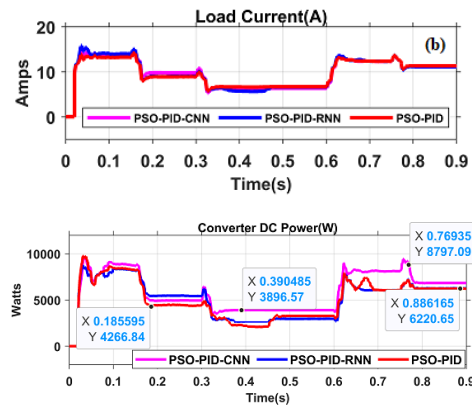 Load Current(A)
(b)
20
10
0
Amps
PSO-PID-CNN PSO-PID-RNN PSO-PID
0 0.1 0.2 0.3 0.4 0.5 0.6 0.7 0.8 0.9
Time(s)
Converter DC Power(W)
X 0.76935
Y 8797.09
10000
5000
0
Watts
X 0.390485
Y 3896.57
X 0.886165
Y 6220.65
X 0.185595
Y 4266.84
PSO-PID-CNN PSO-PID-RNN PSO-PID
0 0.1 0.2 0.3 0.4 0.5 0.6 0.7 0.8 0.9
Time(s)